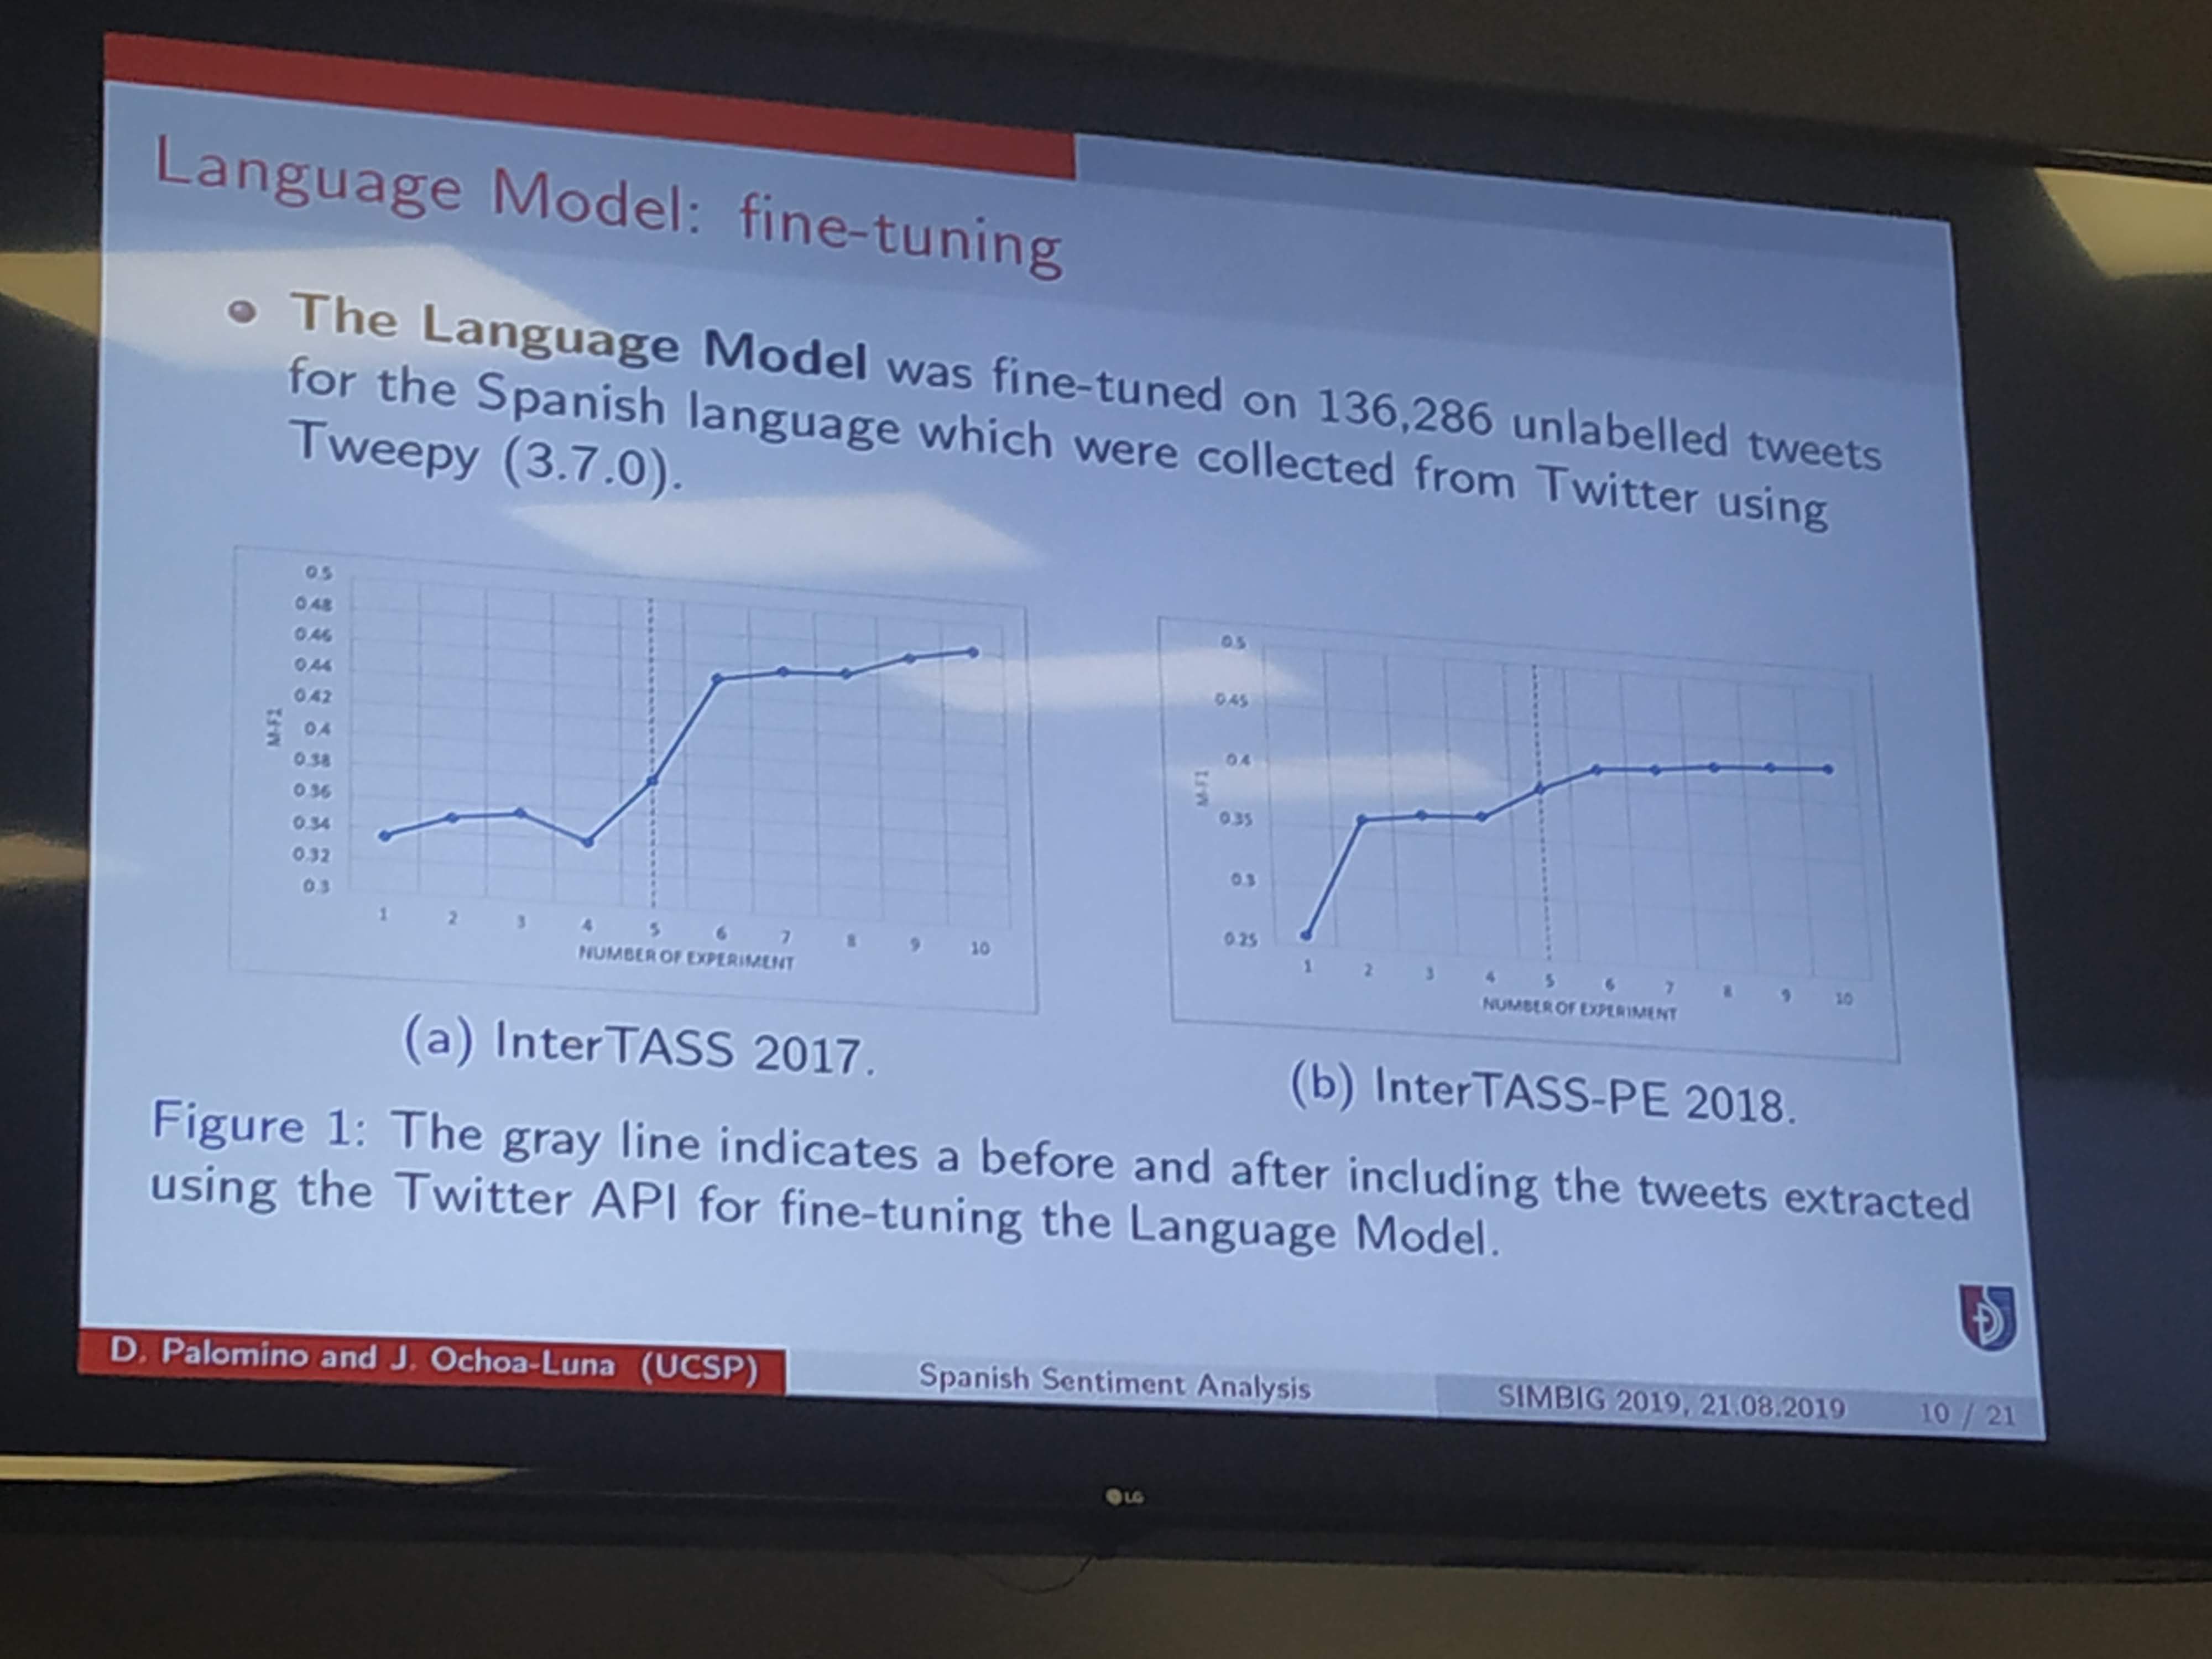 Language Model: fine-tuning
The Language Model was fine-tuned on 136,286 unlabelled tweets
for the Spanish language which were collected from Twitter using
Tweepy (3.7.0).
0.5
0.48
0.46
0.44
0.42
0.4
0.38
0.36
0.34
0.32
0.3
M-F1
1 2 3 4 5 6 7 8 9 10
NUMBER OF EXPERIMENT
(a) InterTASS 2017.
0.5
0.45
0.4
0.35
0.3
0.25
M-F1
1 2 3 4 5 6 7 8 9 10
NUMBER OF EXPERIMENT
(b) InterTASS-PE 2018.
Figure 1: The gray line indicates a before and after including the tweets extracted
using the Twitter API for fine-tuning the Language Model.
D. Palomino and J. Ochoa-Luna (UCSP)
Spanish Sentiment Analysis
SIMBIG 2019, 21.08.2019
10 / 21
LG